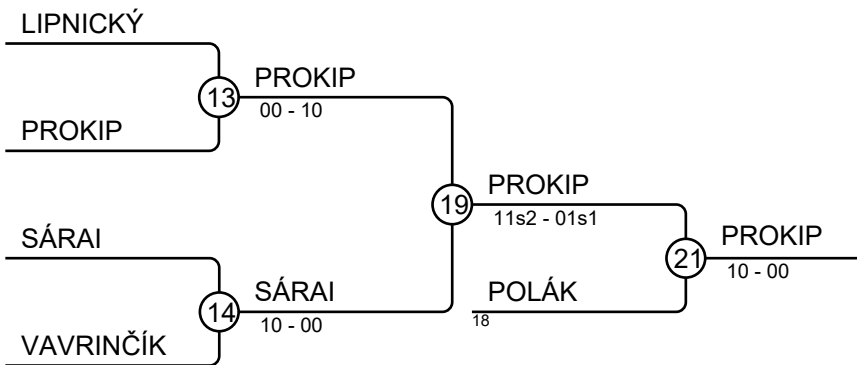 LIPNICKÝ
13
PROKIP
00 - 10
PROKIP
19
PROKIP
11s2 - 01s1
SÁRAI
21
PROKIP
10 - 00
14
SÁRAI
10 - 00
POLÁK
18
VAVRINČÍK